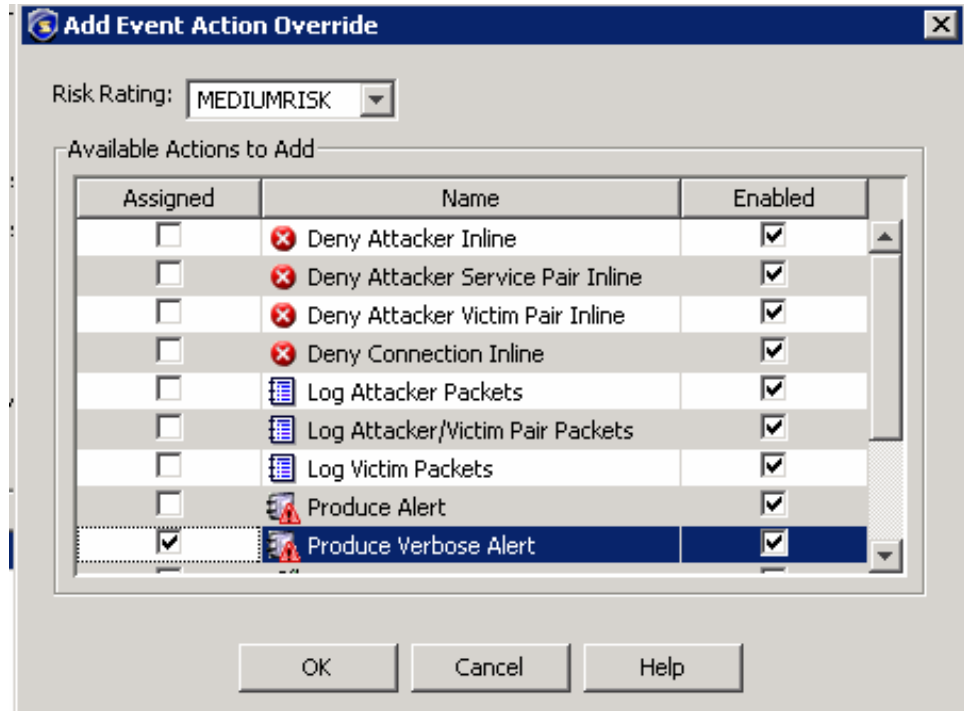 Add Event Action Override
Risk Rating: MEDIUMRISK
Available Actions to Add
Assigned Name Enabled
Deny Attacker Inline
Deny Attacker Service Pair Inline
Deny Attacker Victim Pair Inline
Deny Connection Inline
Log Attacker Packets
Log Attacker/Victim Pair Packets
Log Victim Packets
Produce Alert
Produce Verbose Alert
OK Cancel Help